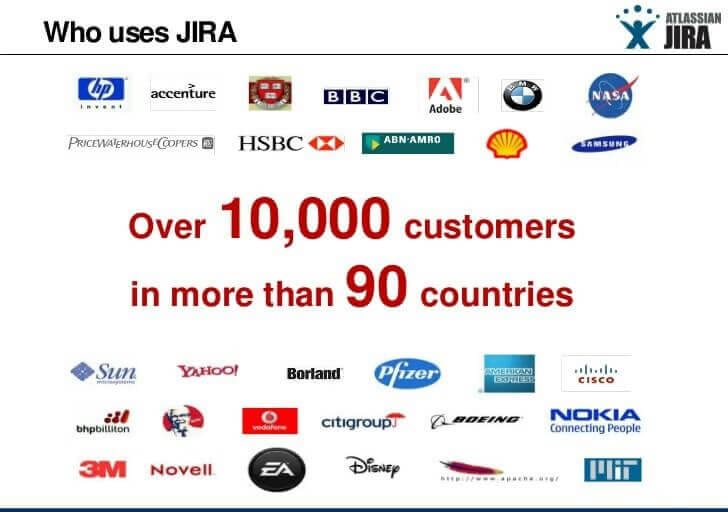 Who uses JIRA
ATLASSIAN
JIRA
hp
invent
accenture
BBC
Adobe
BMW
NASA
PRICEWATERHOUSECOOPERS
HSBC
ABN·AMRO
SAMSUNG
Over 10,000 customers
in more than 90 countries
Sun
microsystems
YAHOO!
Borland
Pfizer
AMERICAN
EXPRESS
CISCO
bhpbilliton
KFC
vodafone
citigroup
BOEING
NOKIA
Connecting People
3M
Novell
EA
Disney
http://www.apache.org/
MIT